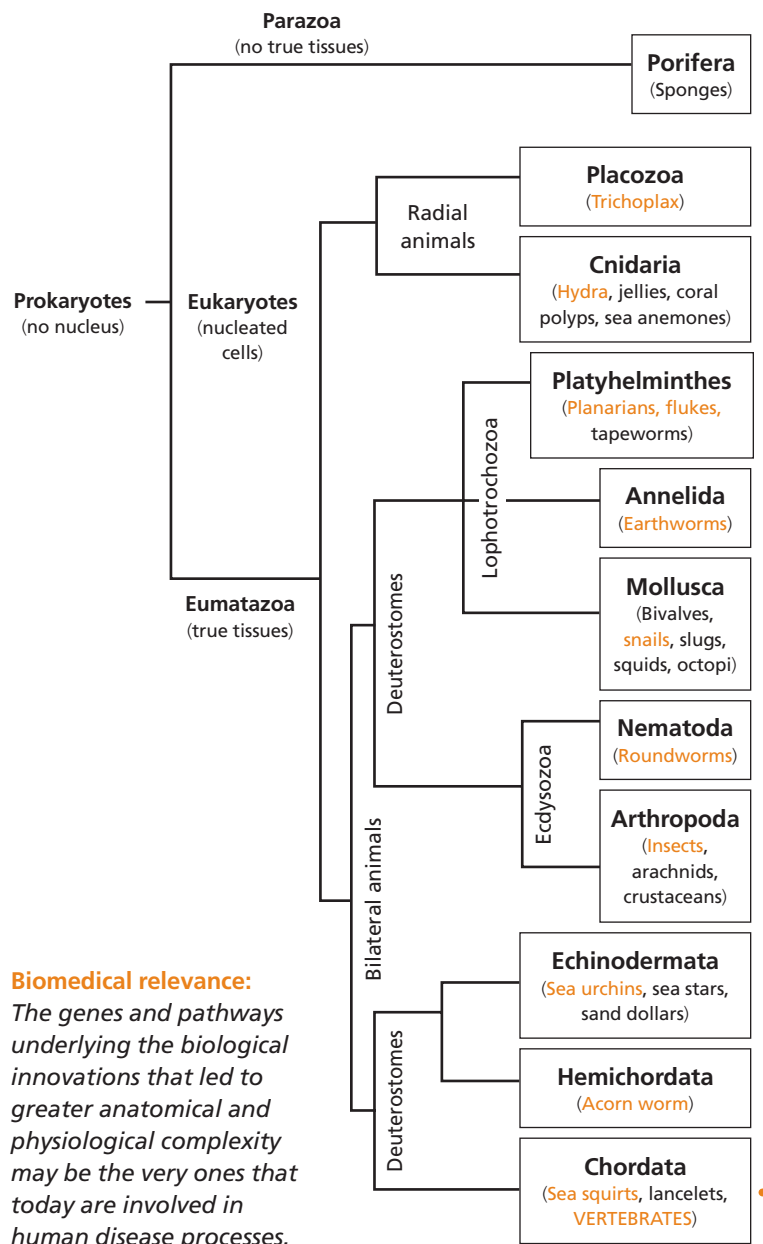 Parazoa
(no true tissues)
Porifera
(Sponges)
Placozoa
(Trichoplax)
Radial
animals
Cnidaria
(Hydra, jellies, coral
polyps, sea anemones)
Prokaryotes
(no nucleus)
Eukaryotes
(nucleated
cells)
Platyhelminthes
(Planarians, flukes,
tapeworms)
Lophotrochozoa
Annelida
(Earthworms)
Eumatazoa
(true tissues)
Deuterostomes
Mollusca
(Bivalves,
snails, slugs,
squids, octopi)
Nematoda
(Roundworms)
Ecdysozoa
Arthropoda
(Insects,
arachnids,
crustaceans)
Bilateral animals
Echinodermata
(Sea urchins, sea stars,
sand dollars)
Deuterostomes
Hemichordata
(Acorn worm)
Chordata
(Sea squirts, lancelets,
VERTEBRATES)
Biomedical relevance:
The genes and pathways
underlying the biological
innovations that led to
greater anatomical and
physiological complexity
may be the very ones that
today are involved in
human disease processes.